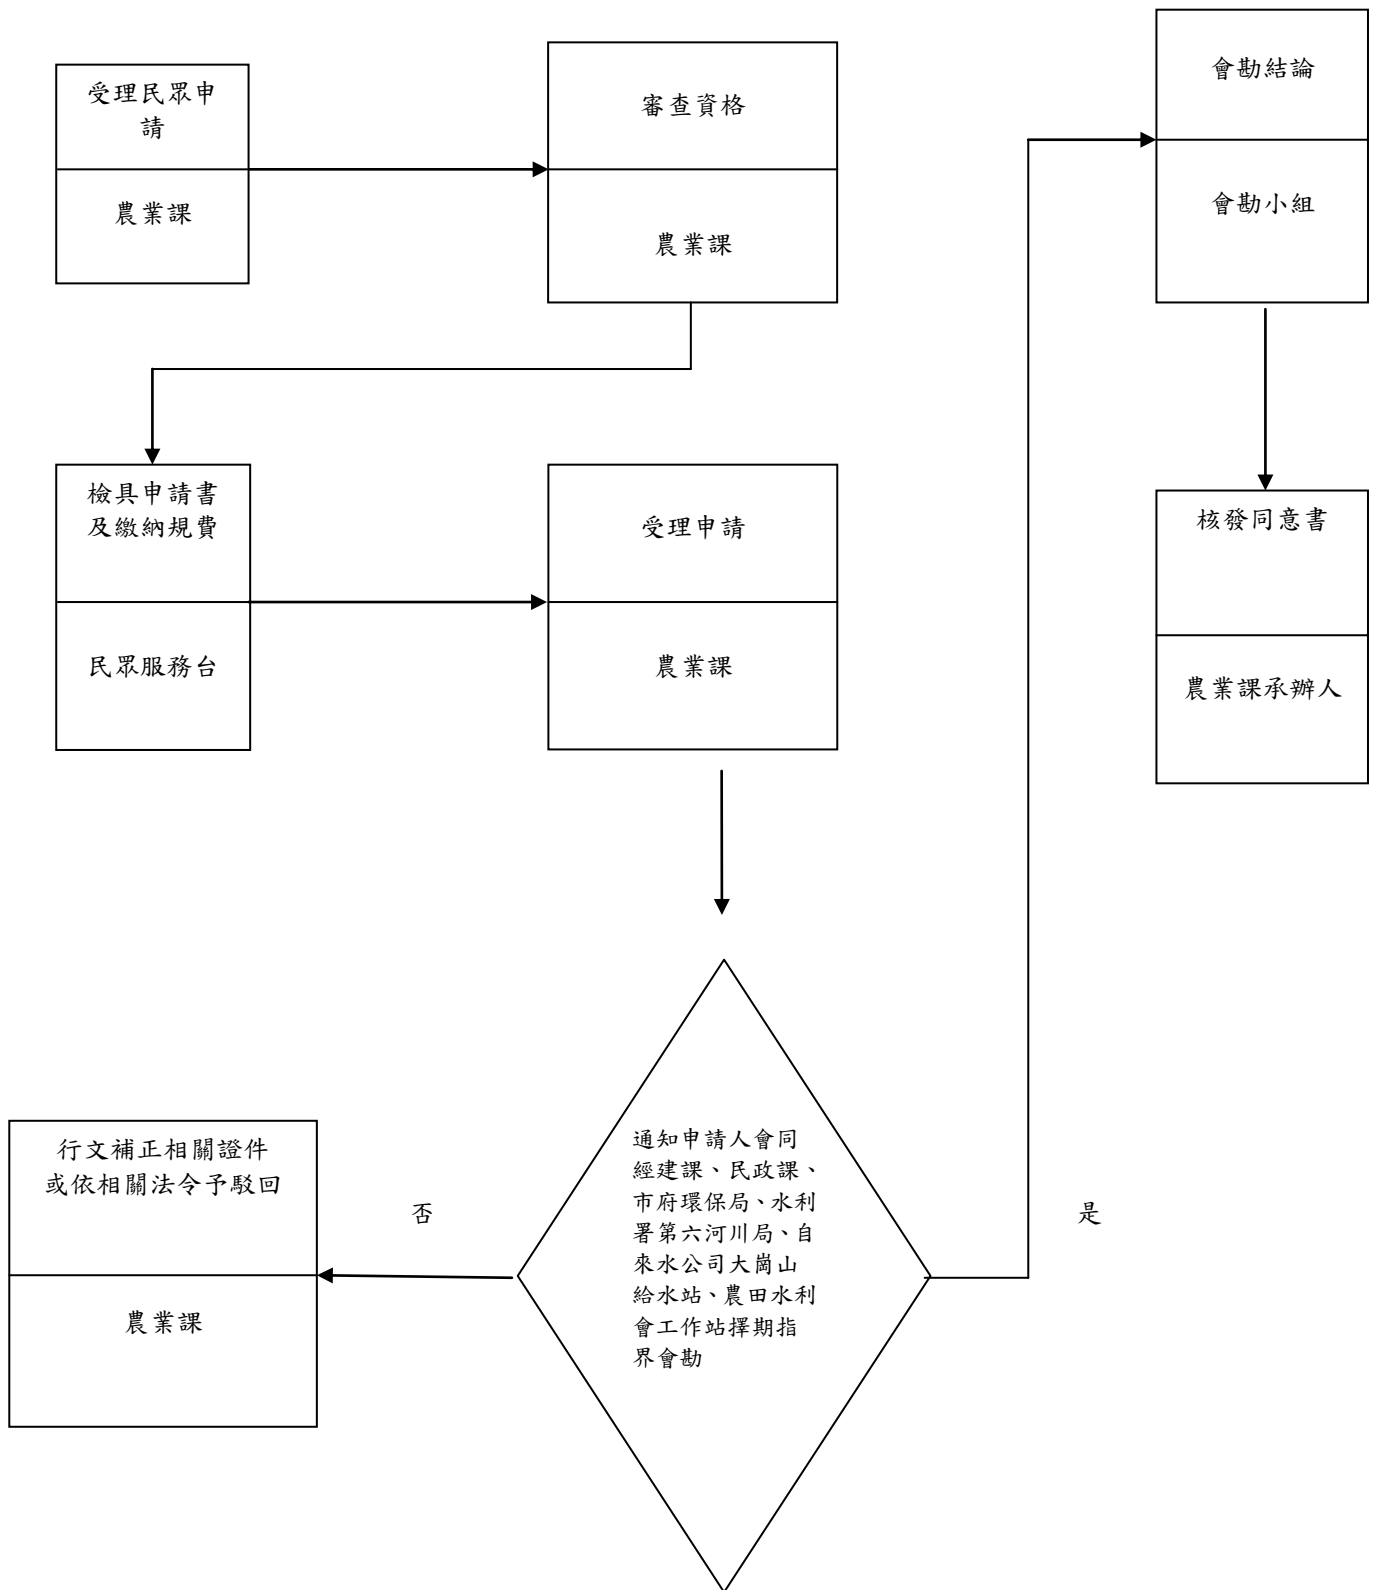 受理民眾申
請
農業課
審查資格
農業課
檢具申請書
及繳納規費
民眾服務台
受理申請
農業課
通知申請人會同
經建課、民政課、
市府環保局、水利
署第六河川局、自
來水公司大崗山
給水站、農田水利
會工作站擇期指
界會勘
否
行文補正相關證件
或依相關法令予駁回
農業課
是
會勘結論
會勘小組
核發同意書
農業課承辦人